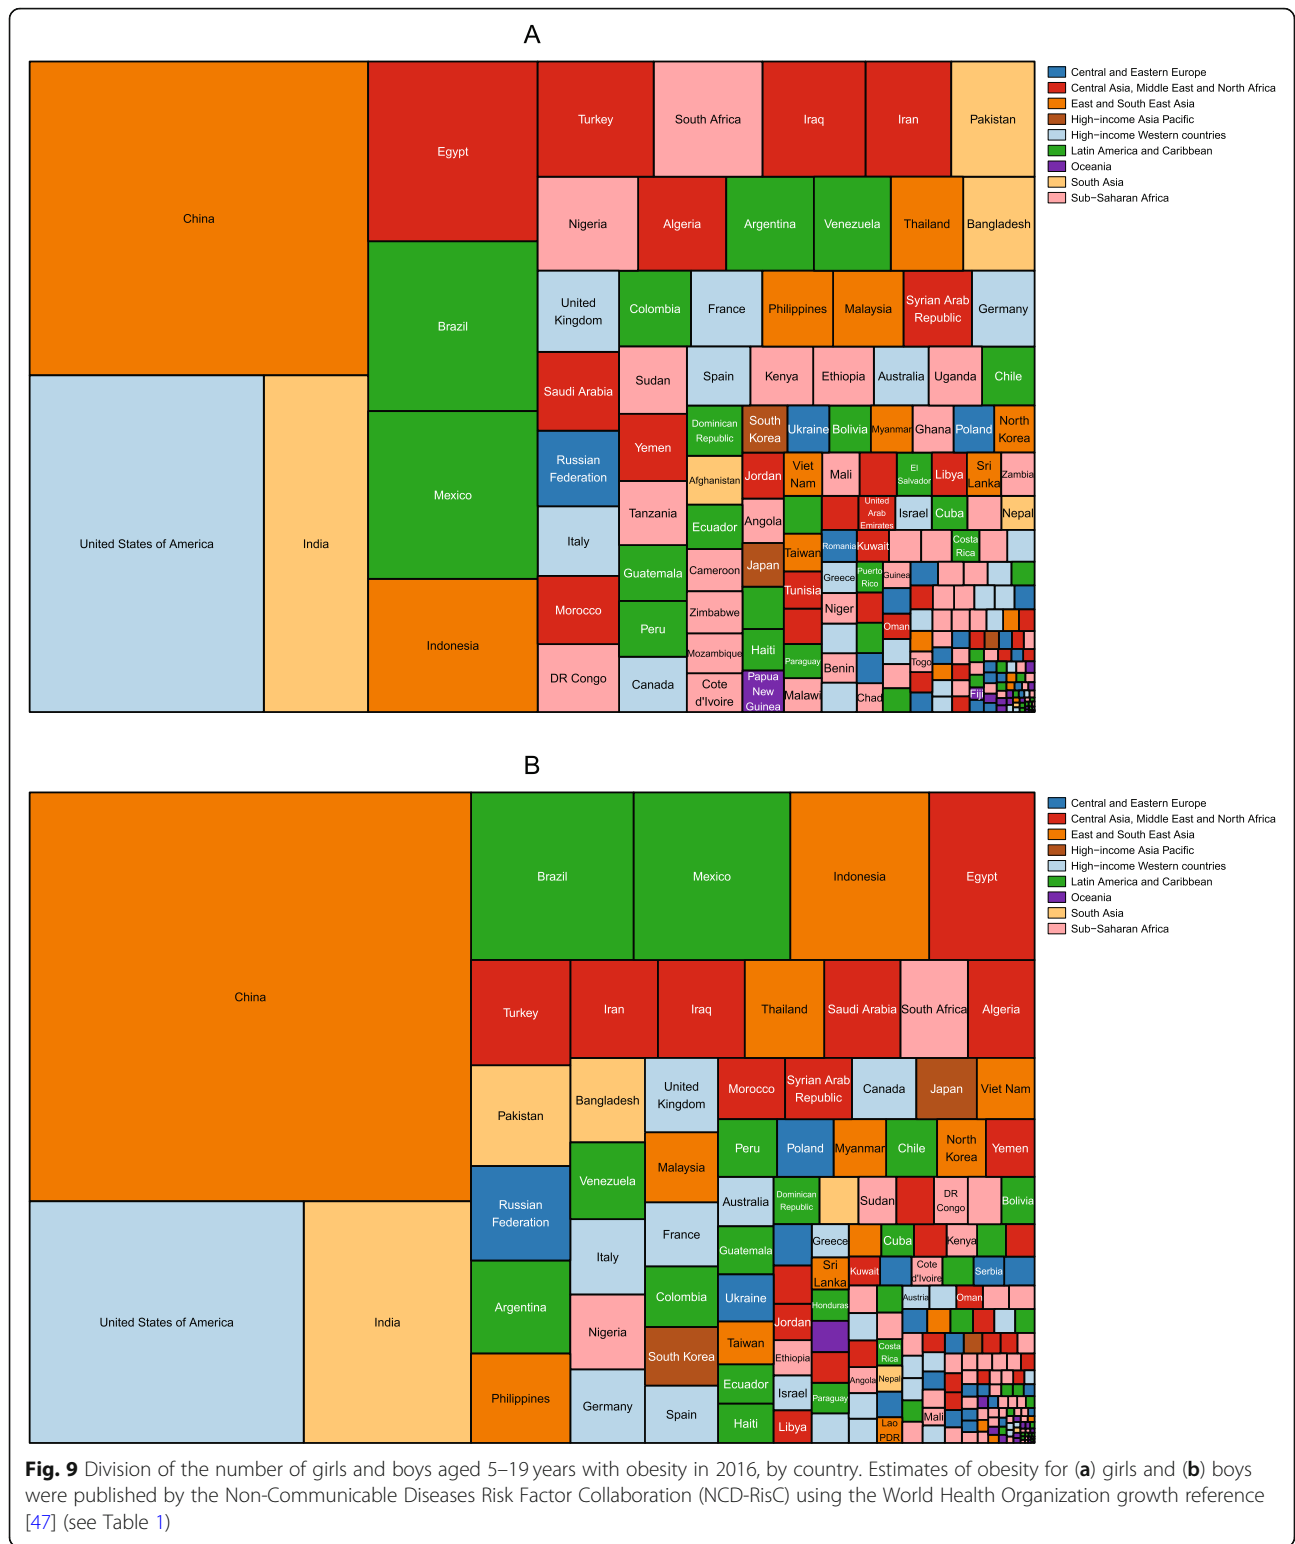 A
China
Egypt
Turkey
South Africa
Iraq
Iran
Pakistan
Central and Eastern Europe
Central Asia, Middle East and North Africa
East and South East Asia
High−income Asia Pacific
High−income Western countries
Latin America and Caribbean
Oceania
South Asia
Sub−Saharan Africa
Nigeria
Algeria
Argentina
Venezuela
Thailand
Bangladesh
Brazil
United
Kingdom
Colombia
France
Philippines
Malaysia
Syrian Arab
Republic
Germany
Saudi Arabia
Sudan
Spain
Kenya
Ethiopia
Australia
Uganda
Chile
Mexico
Russian
Federation
Yemen
Dominican
Republic
South
Korea
Ukraine
Bolivia
Myanmar
Ghana
Poland
North
Korea
Afghanistan
Jordan
Viet
Nam
Mali
El
Salvador
Libya
Sri
Lanka
Zambia
United States of America
India
Italy
Tanzania
Ecuador
Angola
United
Arab
Emirates
Israel
Cuba
Nepal
Taiwan
Romania
Kuwait
Costa
Rica
Indonesia
Morocco
Guatemala
Cameroon
Japan
Tunisia
Greece
Puerto
Rico
Guinea
Peru
Zimbabwe
Niger
Oman
DR Congo
Canada
Mozambique
Haiti
Paraguay
Benin
Togo
Cote
d'Ivoire
Papua
New
Guinea
Malawi
Chad
Fiji
B
China
Brazil
Mexico
Indonesia
Egypt
Central and Eastern Europe
Central Asia, Middle East and North Africa
East and South East Asia
High−income Asia Pacific
High−income Western countries
Latin America and Caribbean
Oceania
South Asia
Sub−Saharan Africa
Turkey
Iran
Iraq
Thailand
Saudi Arabia
South Africa
Algeria
Pakistan
Bangladesh
United
Kingdom
Morocco
Syrian Arab
Republic
Canada
Japan
Viet Nam
Malaysia
Peru
Poland
Myanmar
Chile
North
Korea
Yemen
Russian
Federation
Venezuela
France
Australia
Dominican
Republic
Sudan
DR
Congo
Bolivia
United States of America
India
Italy
Colombia
Guatemala
Greece
Cuba
Kenya
Sri
Lanka
Kuwait
Cote
d'Ivoire
Serbia
Argentina
Nigeria
South Korea
Ukraine
Jordan
Honduras
Austria
Oman
Taiwan
Ethiopia
Costa
Rica
Philippines
Germany
Spain
Ecuador
Israel
Paraguay
Angola
Nepal
Haiti
Libya
Lao
PDR
Mali
Fig. 9 Division of the number of girls and boys aged 5–19 years with obesity in 2016, by country. Estimates of obesity for (a) girls and (b) boys
were published by the Non-Communicable Diseases Risk Factor Collaboration (NCD-RisC) using the World Health Organization growth reference
[47] (see Table 1)